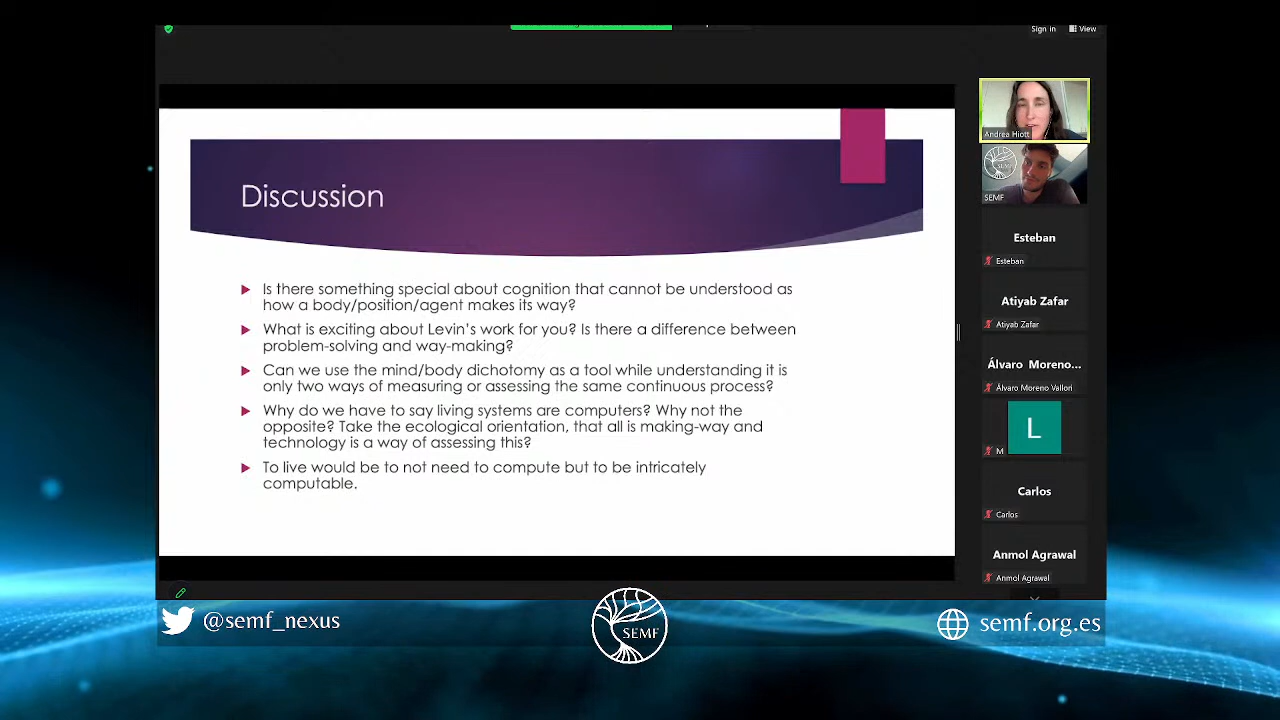 Sign in
View
Discussion
Is there something special about cognition that cannot be understood as
how a body/position/agent makes its way?
What is exciting about Levin's work for you? Is there a difference between
problem-solving and way-making?
Can we use the mind/body dichotomy as a tool while understanding it is
only two ways of measuring or assessing the same continuous process?
Why do we have to say living systems are computers? Why not the
opposite? Take the ecological orientation, that all is making-way and
technology is a way of assessing this?
To live would be to not need to compute but to be intricately
computable.
Andrea Hiott
SEMF
SEMF
Esteban
Esteban
Atiyab Zafar
Atiyab Zafar
Álvaro Moreno...
Álvaro Moreno Vallori
L
M
Carlos
Carlos
Anmol Agrawal
Anmol Agrawal
@semf_nexus
SEMF
semf.org.es